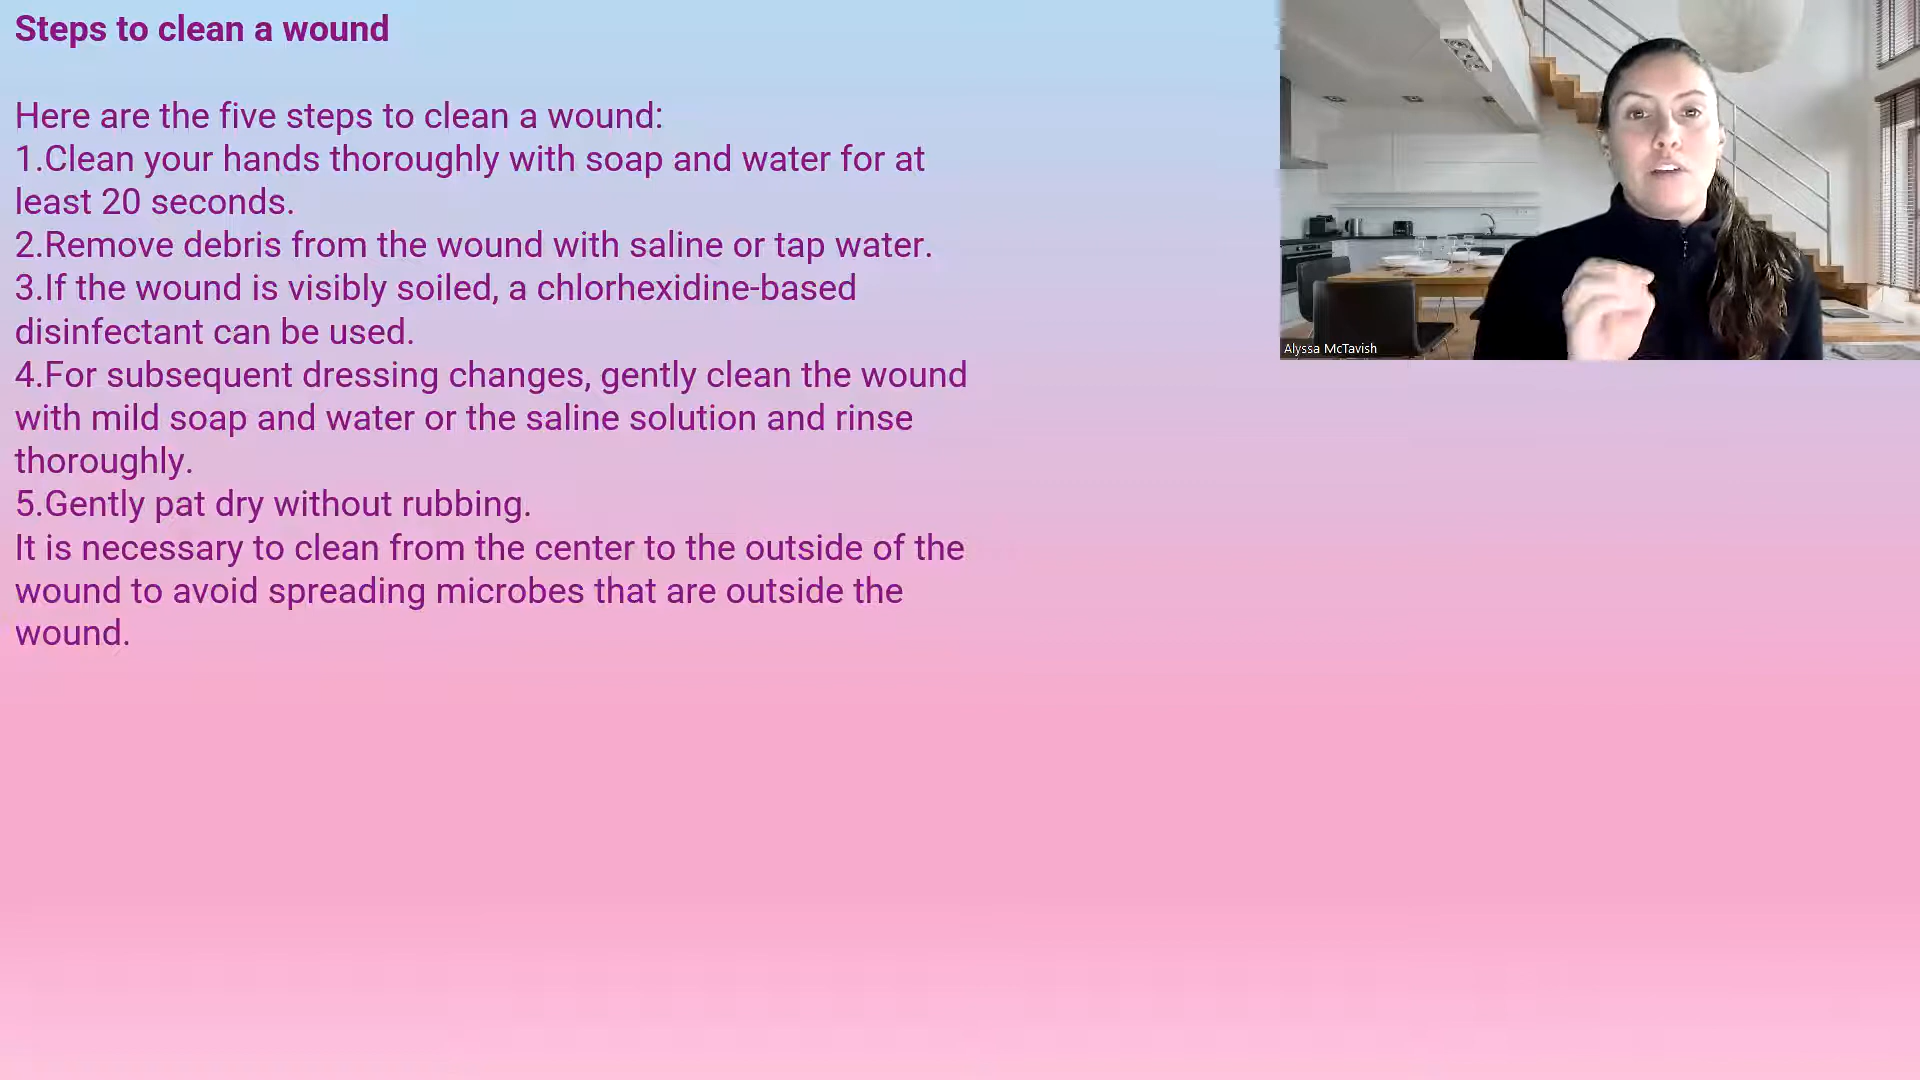 Steps to clean a wound
Here are the five steps to clean a wound:
1.Clean your hands thoroughly with soap and water for at
least 20 seconds.
2.Remove debris from the wound with saline or tap water.
3.If the wound is visibly soiled, a chlorhexidine-based
disinfectant can be used.
4.For subsequent dressing changes, gently clean the wound
with mild soap and water or the saline solution and rinse
thoroughly.
5.Gently pat dry without rubbing.
It is necessary to clean from the center to the outside of the
wound to avoid spreading microbes that are outside the
wound.
Alyssa McTavish